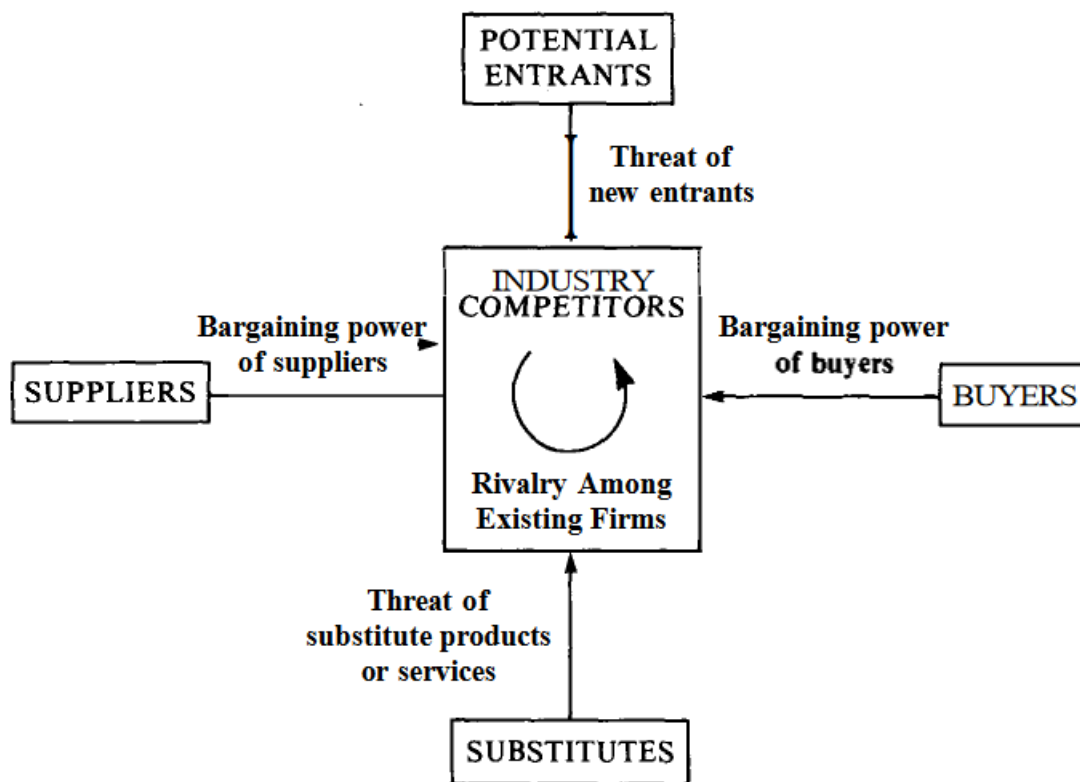 POTENTIAL
ENTRANTS
Threat of
new entrants
INDUSTRY
COMPETITORS
Bargaining power
of suppliers
Bargaining power
of buyers
SUPPLIERS
BUYERS
Rivalry Among
Existing Firms
Threat of
substitute products
or services
SUBSTITUTES